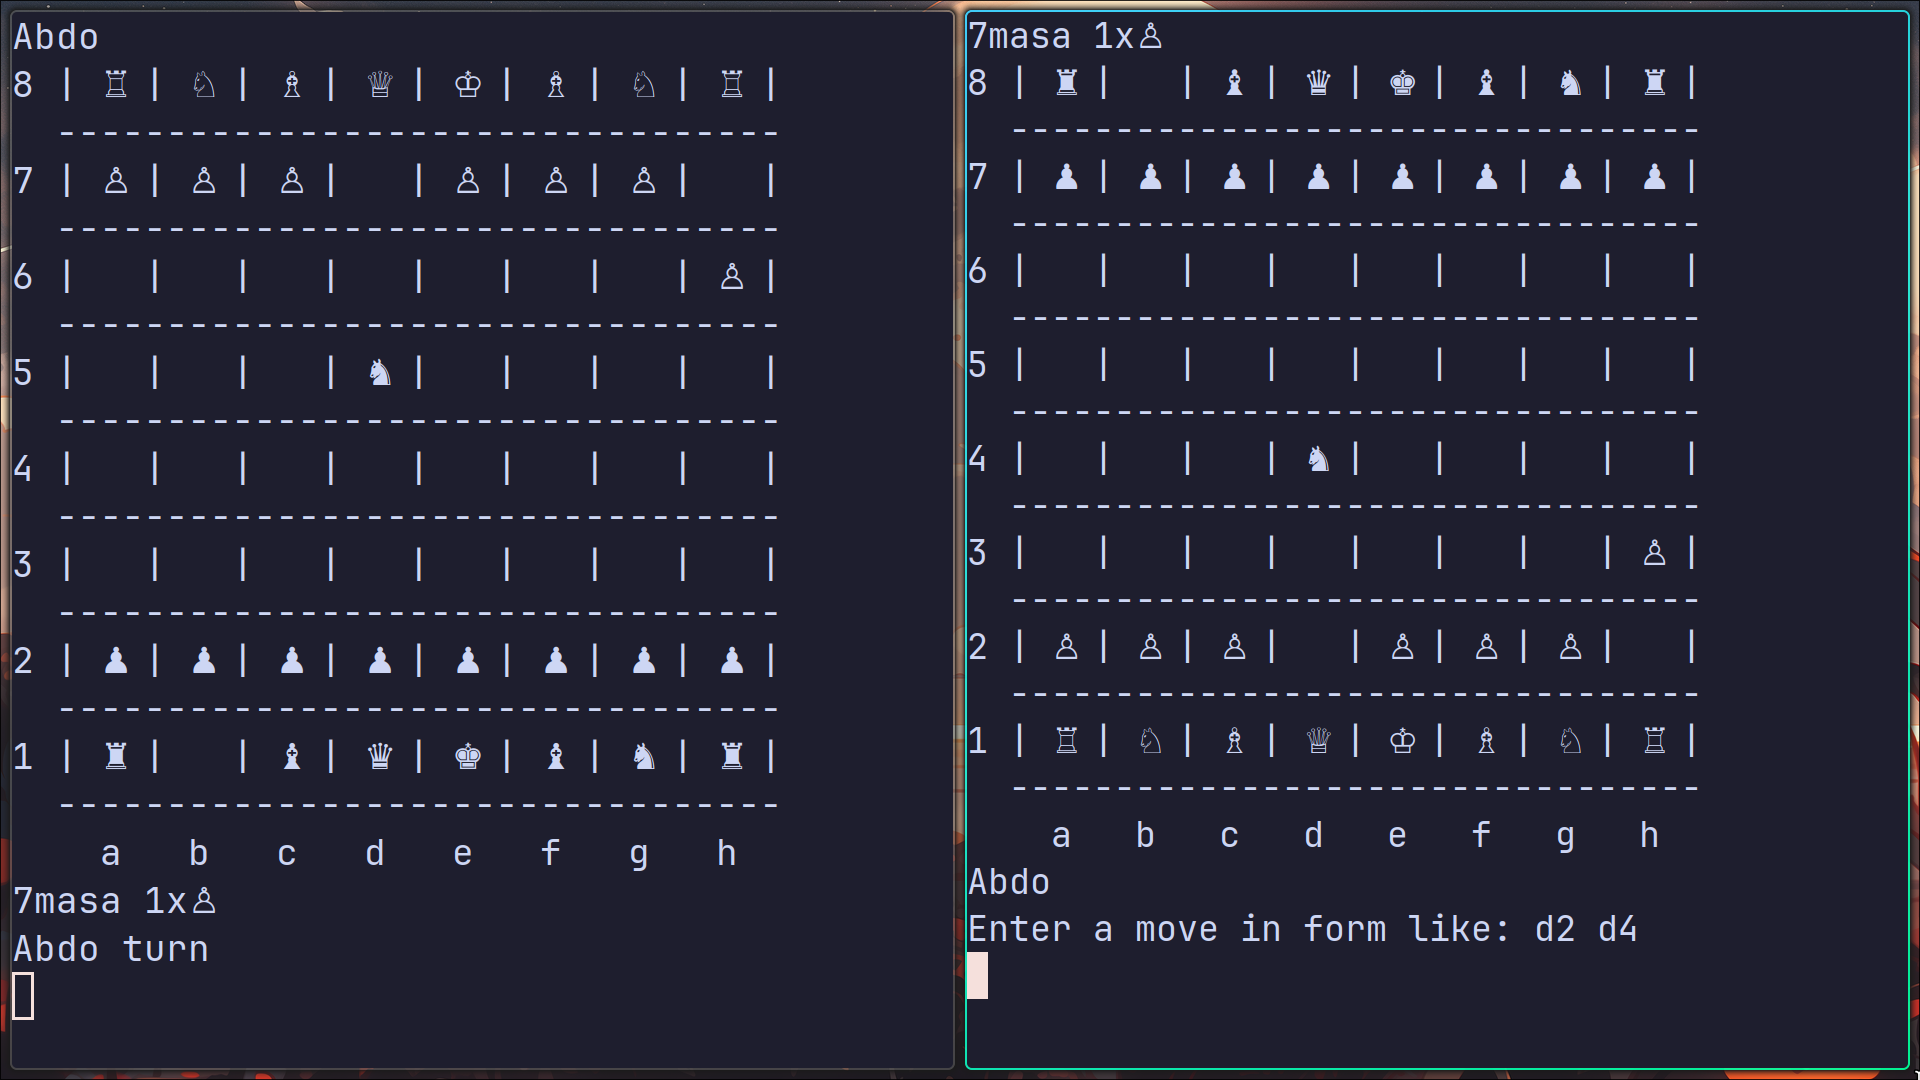 Abdo
8 | ♖ | ♘ | ♗ | ♕ | ♔ | ♗ | ♘ | ♖ |
---------------------------------
7 | ♙ | ♙ | ♙ |   | ♙ | ♙ | ♙ |   |
---------------------------------
6 |   |   |   |   |   |   |   | ♙ |
---------------------------------
5 |   |   |   | ♞ |   |   |   |   |
---------------------------------
4 |   |   |   |   |   |   |   |   |
---------------------------------
3 |   |   |   |   |   |   |   |   |
---------------------------------
2 | ♟ | ♟ | ♟ | ♟ | ♟ | ♟ | ♟ | ♟ |
---------------------------------
1 | ♜ |   | ♝ | ♛ | ♚ | ♝ | ♞ | ♜ |
---------------------------------
a b c d e f g h
7masa 1x♙
Abdo turn
7masa 1x♙
8 | ♜ |   | ♝ | ♛ | ♚ | ♝ | ♞ | ♜ |
---------------------------------
7 | ♟ | ♟ | ♟ | ♟ | ♟ | ♟ | ♟ | ♟ |
---------------------------------
6 |   |   |   |   |   |   |   |   |
---------------------------------
5 |   |   |   |   |   |   |   |   |
---------------------------------
4 |   |   |   | ♞ |   |   |   |   |
---------------------------------
3 |   |   |   |   |   |   |   | ♙ |
---------------------------------
2 | ♙ | ♙ | ♙ |   | ♙ | ♙ | ♙ |   |
---------------------------------
1 | ♖ | ♘ | ♗ | ♕ | ♔ | ♗ | ♘ | ♖ |
---------------------------------
a b c d e f g h
Abdo
Enter a move in form like: d2 d4